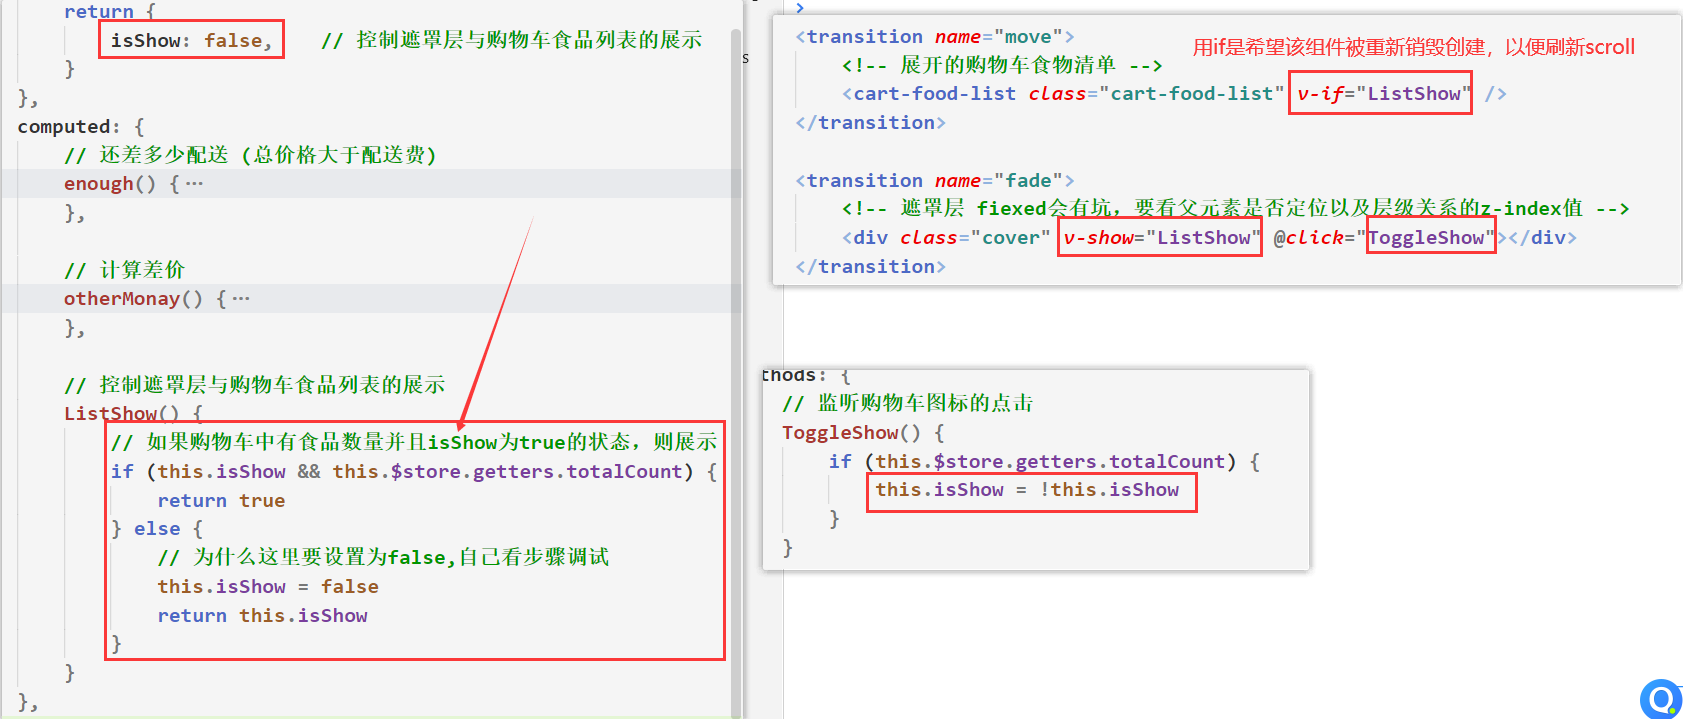 return {
isShow: false, // 控制遮罩层与购物车食品列表的展示
}
},
computed: {
// 还差多少配送 (总价格大于配送费)
enough() {···
},
// 计算差价
otherMonay() {···
},
// 控制遮罩层与购物车食品列表的展示
ListShow() {
// 如果购物车中有食品数量并且isShow为true的状态，则展示
if (this.isShow && this.$store.getters.totalCount) {
return true
} else {
// 为什么这里要设置为false,自己看步骤调试
this.isShow = false
return this.isShow
}
}
},
s
>
<transition name="move">
用if是希望该组件被重新销毁创建，以便刷新scroll
<!-- 展开的购物车食物清单 -->
<cart-food-list class="cart-food-list" v-if="ListShow" />
</transition>
<transition name="fade">
<!-- 遮罩层 fiexed会有坑，要看父元素是否定位以及层级关系的z-index值 -->
<div class="cover" v-show="ListShow" @click="ToggleShow"></div>
</transition>
thods: {
// 监听购物车图标的点击
ToggleShow() {
if (this.$store.getters.totalCount) {
this.isShow = !this.isShow
}
}